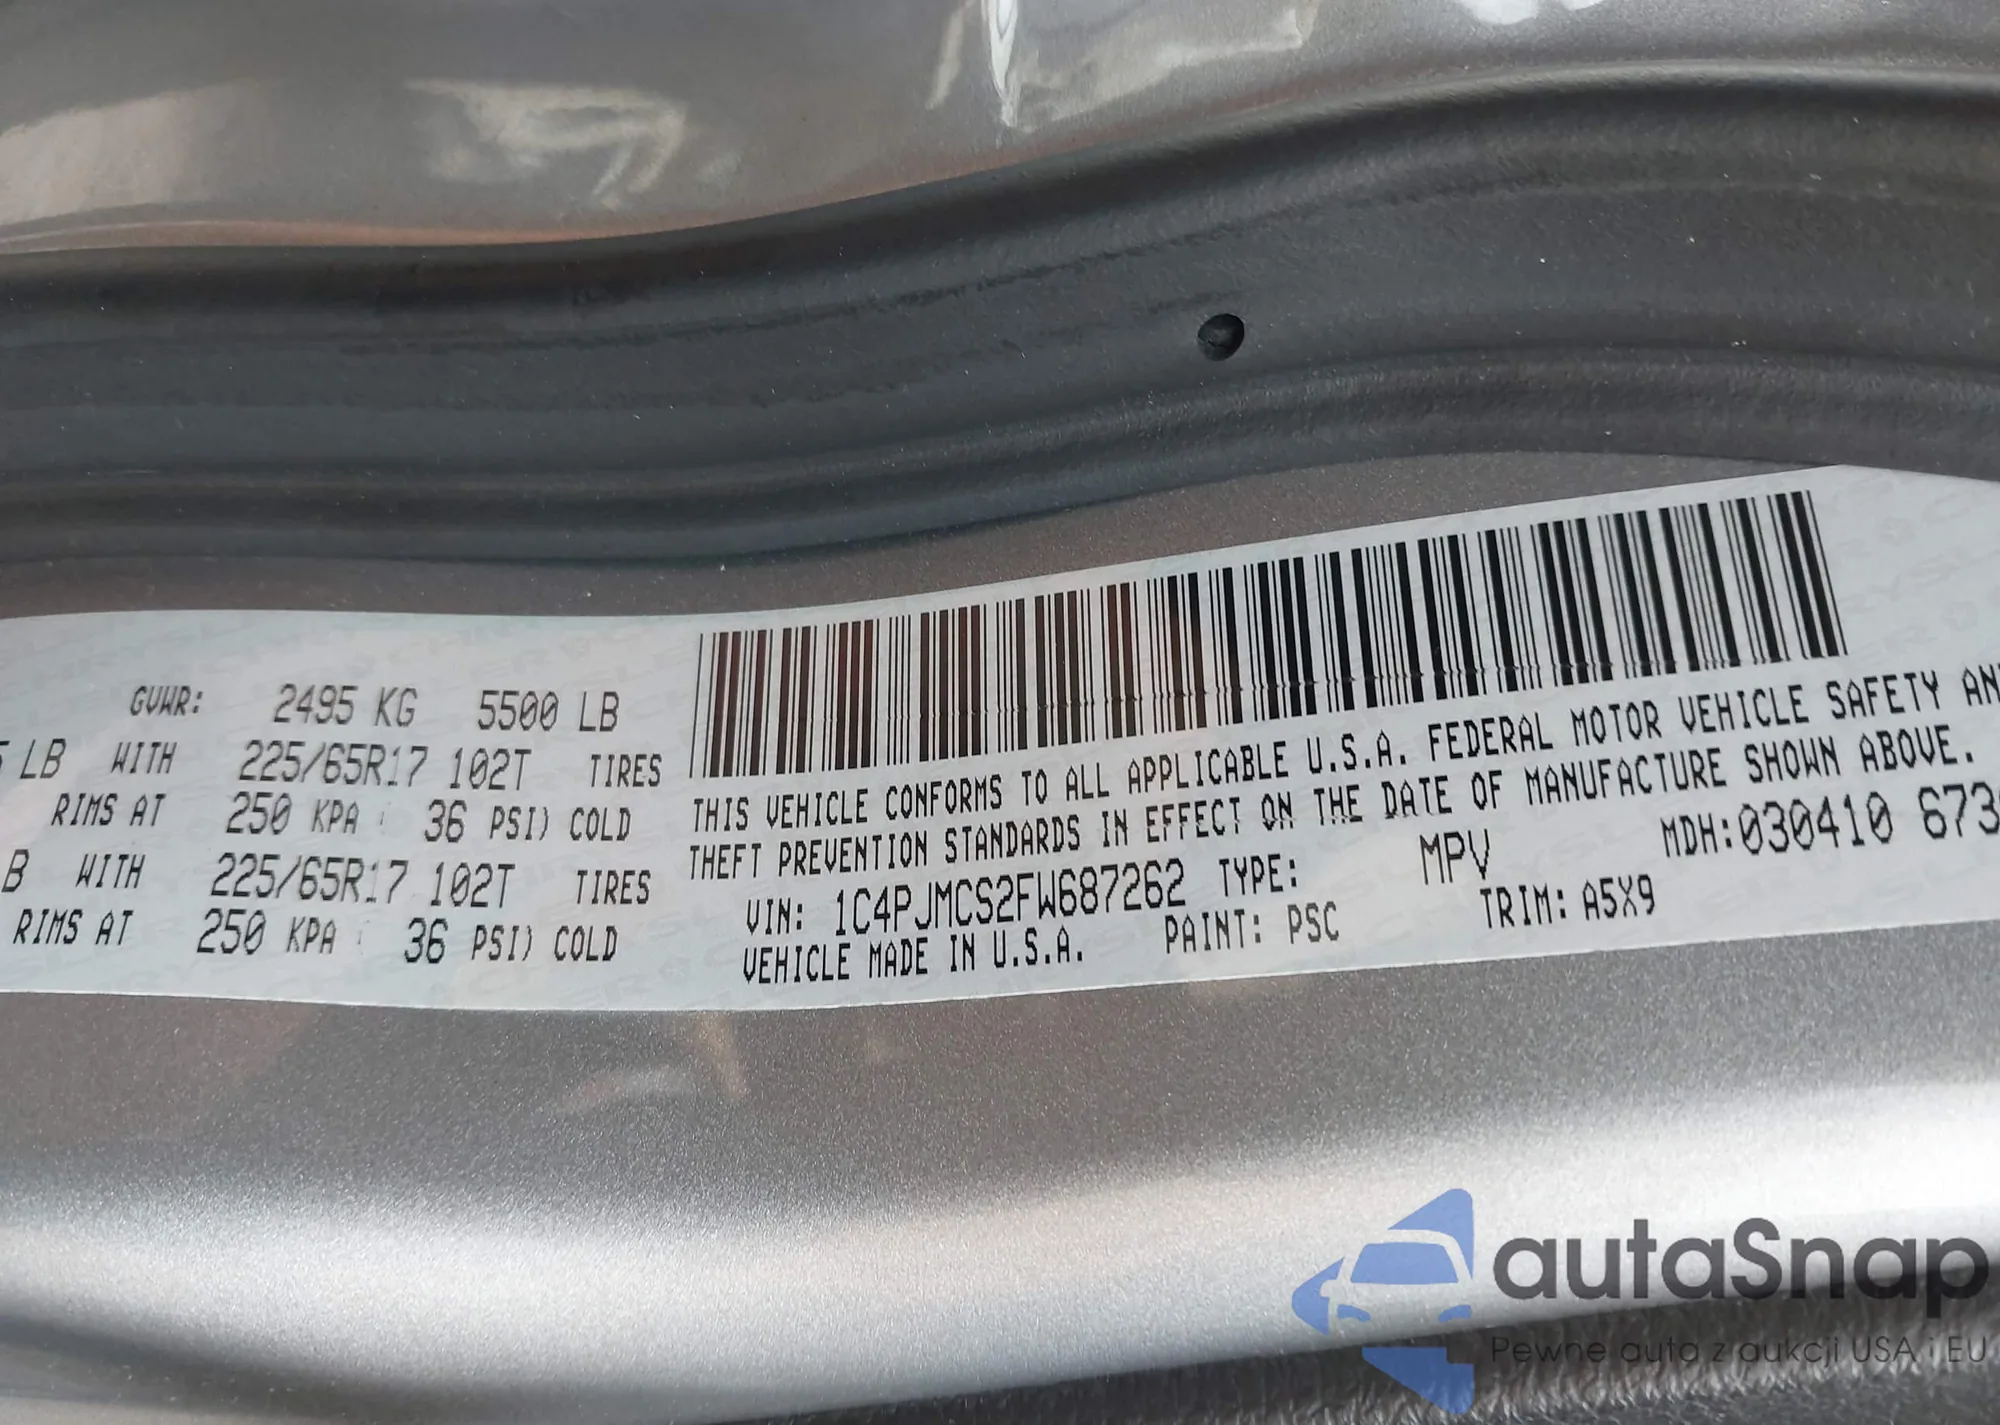 GVWR: 2495 KG 5500 LB
LB WITH 225/65R17 102T TIRES
RIMS AT 250 KPA 36 PSI) COLD
B WITH 225/65R17 102T TIRES
RIMS AT 250 KPA 36 PSI) COLD
THIS VEHICLE CONFORMS TO ALL APPLICABLE U.S.A. FEDERAL MOTOR VEHICLE SAFETY AN
THEFT PREVENTION STANDARDS IN EFFECT ON THE DATE OF MANUFACTURE SHOWN ABOVE.
VIN: 1C4PJMCS2FW687262 TYPE: MPV MDH:030410 673
VEHICLE MADE IN U.S.A. PAINT: PSC TRIM: A5X9
autaSnap
Pewne auta z aukcji USA i EU